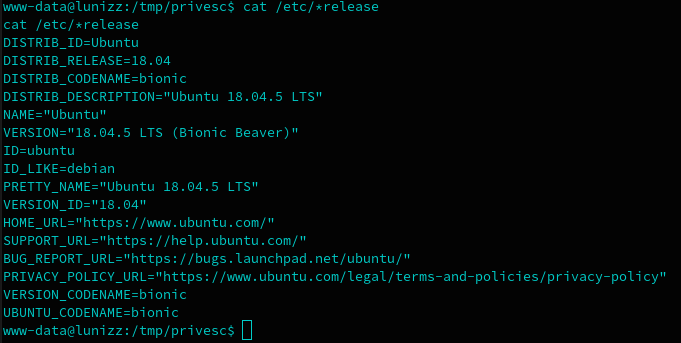 www-data@lunizz:/tmp/privesc$ cat /etc/*release
cat /etc/*release
DISTRIB_ID=Ubuntu
DISTRIB_RELEASE=18.04
DISTRIB_CODENAME=bionic
DISTRIB_DESCRIPTION="Ubuntu 18.04.5 LTS"
NAME="Ubuntu"
VERSION="18.04.5 LTS (Bionic Beaver)"
ID=ubuntu
ID_LIKE=debian
PRETTY_NAME="Ubuntu 18.04.5 LTS"
VERSION_ID="18.04"
HOME_URL="https://www.ubuntu.com/"
SUPPORT_URL="https://help.ubuntu.com/"
BUG_REPORT_URL="https://bugs.launchpad.net/ubuntu/"
PRIVACY_POLICY_URL="https://www.ubuntu.com/legal/terms-and-policies/privacy-policy"
VERSION_CODENAME=bionic
UBUNTU_CODENAME=bionic
www-data@lunizz:/tmp/privesc$